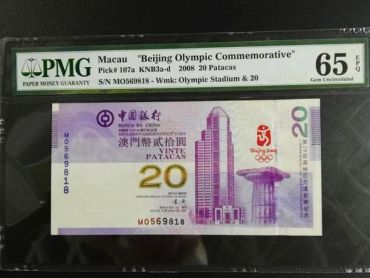 PMG
PAPER MONEY GUARANTY
Macau "Beijing Olympic Commemorative"
Pick# 107a KNB3a-d 2008 20 Patacas
S/N MO569818 - Wmk: Olympic Stadium & 20
65 EPQ
Gem Uncirculated
中國銀行
BANCO DA CHINA
澳門幣貳拾圓
VINTE
PATACAS
20
MO569818
MO569818
Beijing 2008
20